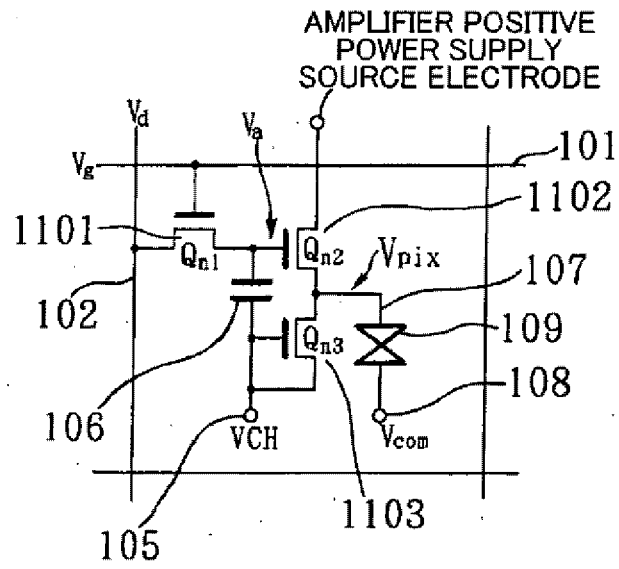 AMPLIFIER POSITIVE
POWER SUPPLY
SOURCE ELECTRODE
Vd
Va
Vg
101
1102
1101
Qn1
Qn2
Vpix
107
102
109
Qn3
108
106
VCH
Vcom
1103
105